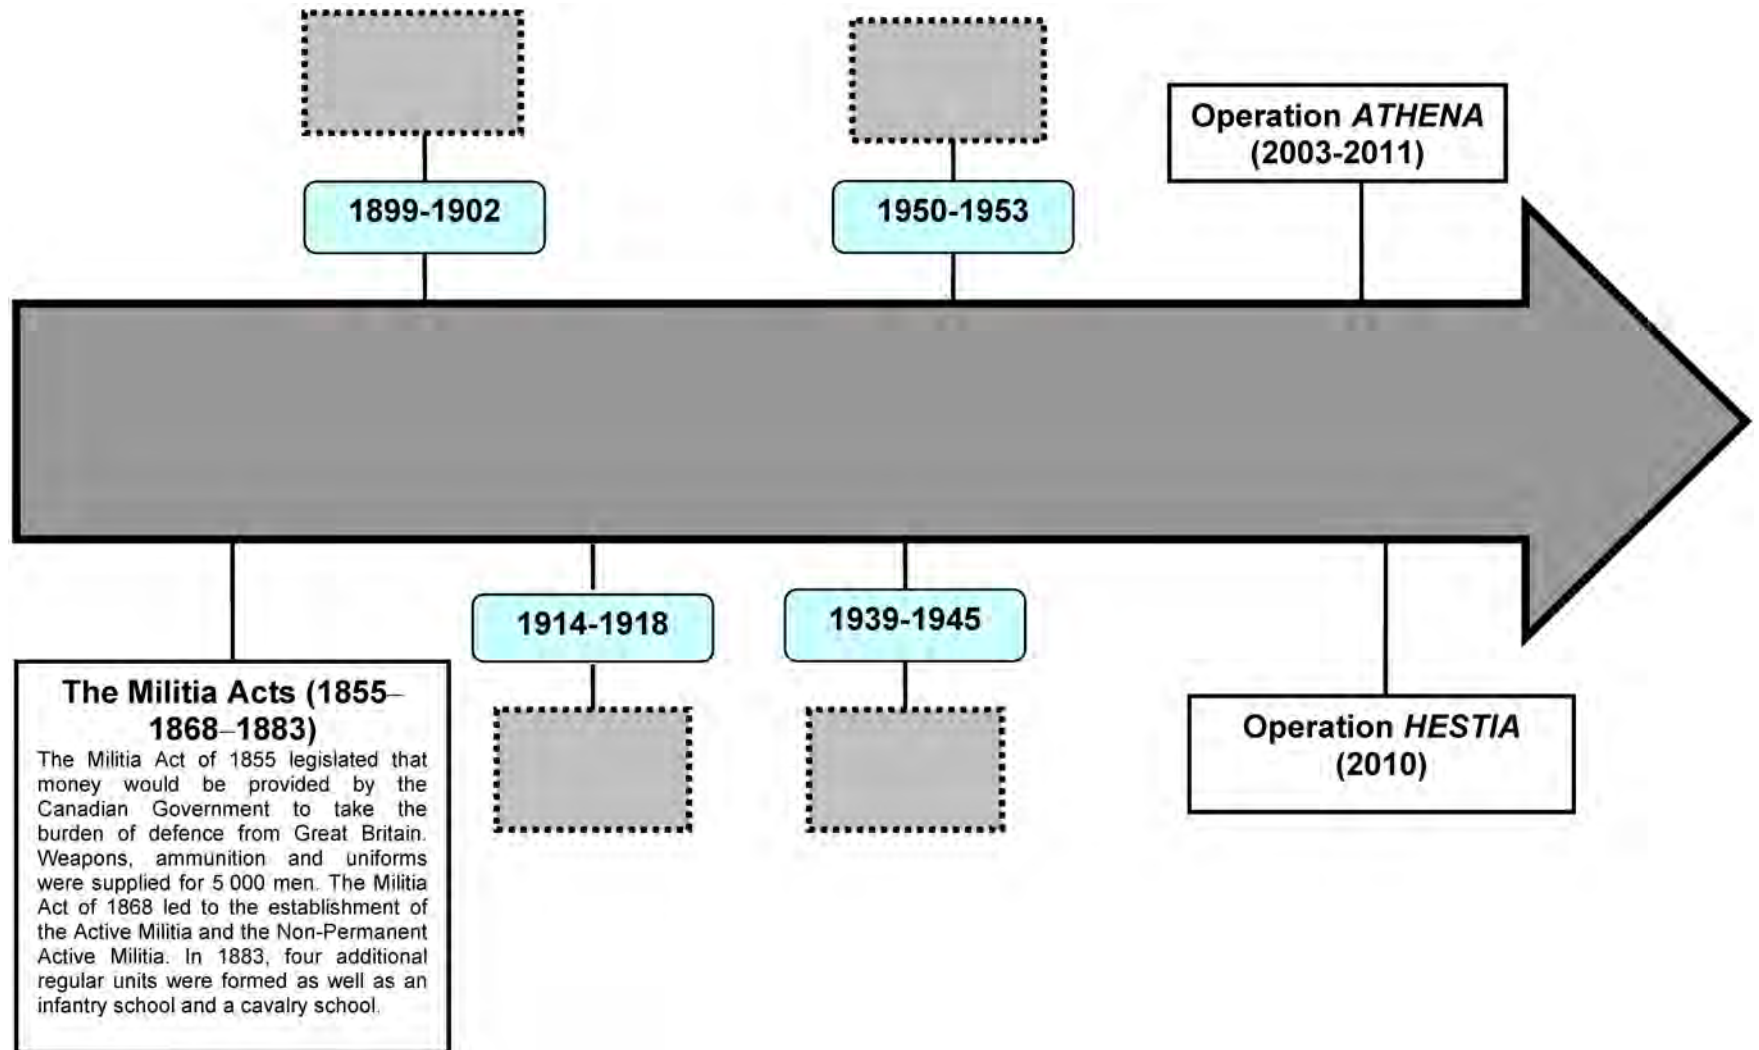 Operation ATHENA
(2003-2011)
1899-1902
1950-1953
1914-1918
1939-1945
The Militia Acts (1855–
1868–1883)
The Militia Act of 1855 legislated that
money would be provided by the
Canadian Government to take the
burden of defence from Great Britain.
Weapons, ammunition and uniforms
were supplied for 5 000 men. The Militia
Act of 1868 led to the establishment of
the Active Militia and the Non-Permanent
Active Militia. In 1883, four additional
regular units were formed as well as an
infantry school and a cavalry school.
Operation HESTIA
(2010)